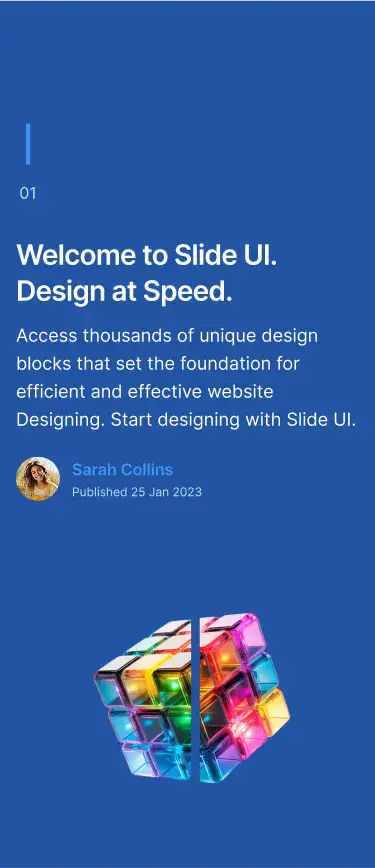 01
Welcome to Slide UI.
Design at Speed.
Access thousands of unique design
blocks that set the foundation for
efficient and effective website
Designing. Start designing with Slide UI.
Sarah Collins
Published 25 Jan 2023